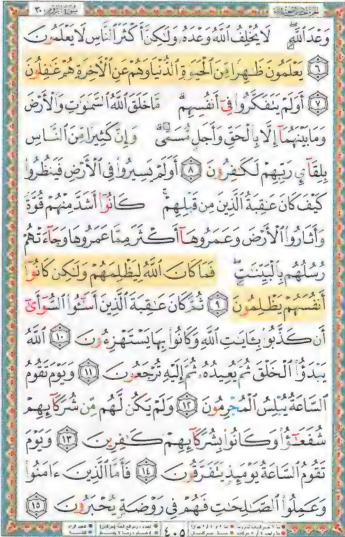 وَعْدَ ٱللَّهِ لَا يُخْلِفُ ٱللَّهُ وَعْدَهُۥ وَلَٰكِنَّ أَكْثَرَ ٱلنَّاسِ لَا يَعْلَمُونَ
٦ يَعْلَمُونَ ظَٰهِرًا مِّنَ ٱلْحَيَوٰةِ ٱلدُّنْيَا وَهُمْ عَنِ ٱلْءَاخِرَةِ هُمْ غَٰفِلُونَ
٧ أَوَلَمْ يَتَفَكَّرُوا۟ فِىٓ أَنفُسِهِم مَّا خَلَقَ ٱللَّهُ ٱلسَّمَٰوَٰتِ وَٱلْأَرْضَ
وَمَا بَيْنَهُمَآ إِلَّا بِٱلْحَقِّ وَأَجَلٍ مُّسَمًّى وَإِنَّ كَثِيرًا مِّنَ ٱلنَّاسِ
بِلِقَآئِ رَبِّهِمْ لَكَٰفِرُونَ ٨ أَوَلَمْ يَسِيرُوا۟ فِى ٱلْأَرْضِ فَيَنظُرُوا۟
كَيْفَ كَانَ عَٰقِبَةُ ٱلَّذِينَ مِن قَبْلِهِمْ كَانُوٓا۟ أَشَدَّ مِنْهُمْ قُوَّةً
وَأَثَارُوا۟ ٱلْأَرْضَ وَعَمَرُوهَآ أَكْثَرَ مِمَّا عَمَرُوهَا وَجَآءَتْهُمْ
رُسُلُهُم بِٱلْبَيِّنَٰتِ فَمَا كَانَ ٱللَّهُ لِيَظْلِمَهُمْ وَلَٰكِن كَانُوٓا۟
أَنفُسَهُمْ يَظْلِمُونَ ٩ ثُمَّ كَانَ عَٰقِبَةَ ٱلَّذِينَ أَسَٰٓـُٔوا۟ ٱلسُّوٓأَىٰٓ
أَن كَذَّبُوا۟ بِـَٔايَٰتِ ٱللَّهِ وَكَانُوا۟ بِهَا يَسْتَهْزِءُونَ ١٠ ٱللَّهُ
يَبْدَؤُا۟ ٱلْخَلْقَ ثُمَّ يُعِيدُهُۥ ثُمَّ إِلَيْهِ تُرْجَعُونَ ١١ وَيَوْمَ تَقُومُ
ٱلسَّاعَةُ يُبْلِسُ ٱلْمُجْرِمُونَ ١٢ وَلَمْ يَكُن لَّهُم مِّن شُرَكَآئِهِمْ
شُفَعَٰٓؤُا۟ وَكَانُوا۟ بِشُرَكَآئِهِمْ كَٰفِرِينَ ١٣ وَيَوْمَ
تَقُومُ ٱلسَّاعَةُ يَوْمَئِذٍ يَتَفَرَّقُونَ ١٤ فَأَمَّا ٱلَّذِينَ ءَامَنُوا۟
وَعَمِلُوا۟ ٱلصَّٰلِحَٰتِ فَهُمْ فِى رَوْضَةٍ يُحْبَرُونَ ١٥
٤٠٥